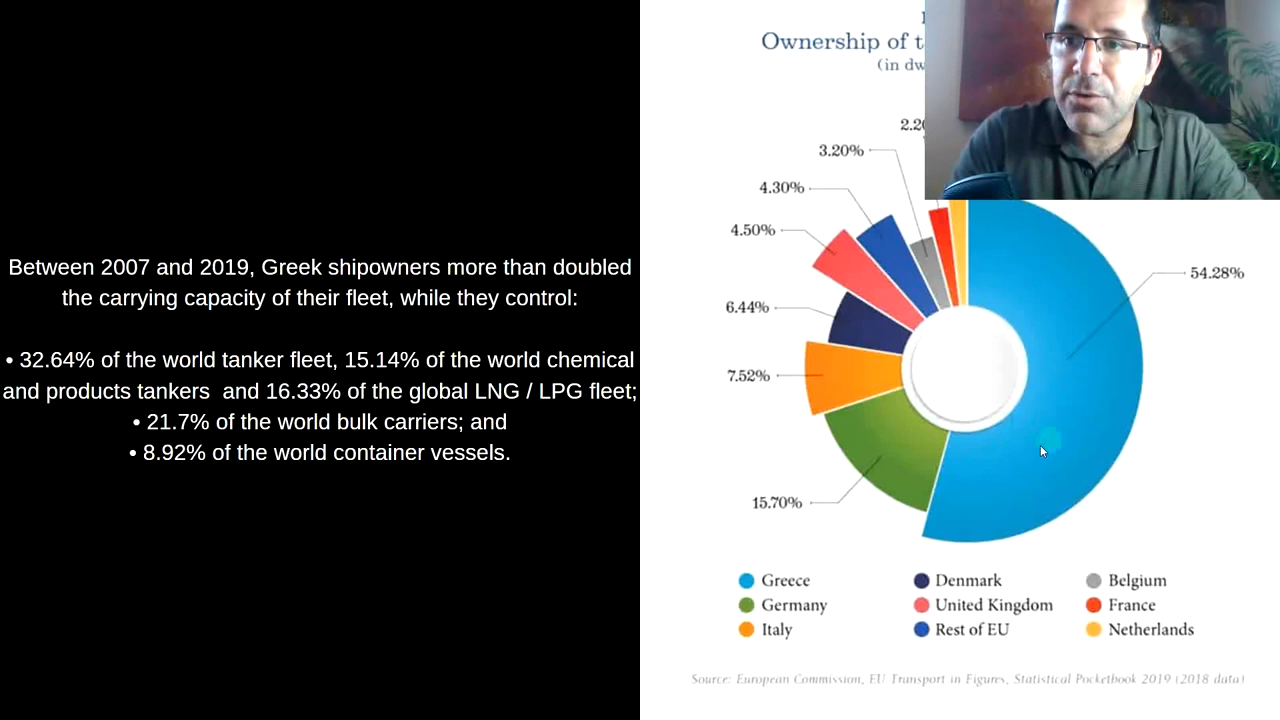 Between 2007 and 2019, Greek shipowners more than doubled
the carrying capacity of their fleet, while they control:
• 32.64% of the world tanker fleet, 15.14% of the world chemical
and products tankers and 16.33% of the global LNG / LPG fleet;
• 21.7% of the world bulk carriers; and
• 8.92% of the world container vessels.
Ownership of
(in
3.20%
4.30%
4.50%
6.44%
7.52%
15.70%
54.28%
Greece
Denmark
Belgium
Germany
United Kingdom
France
Italy
Rest of EU
Netherlands
Source: European Commission, EU Transport in Figures, Statistical Pocketbook 2019 (2018 data)